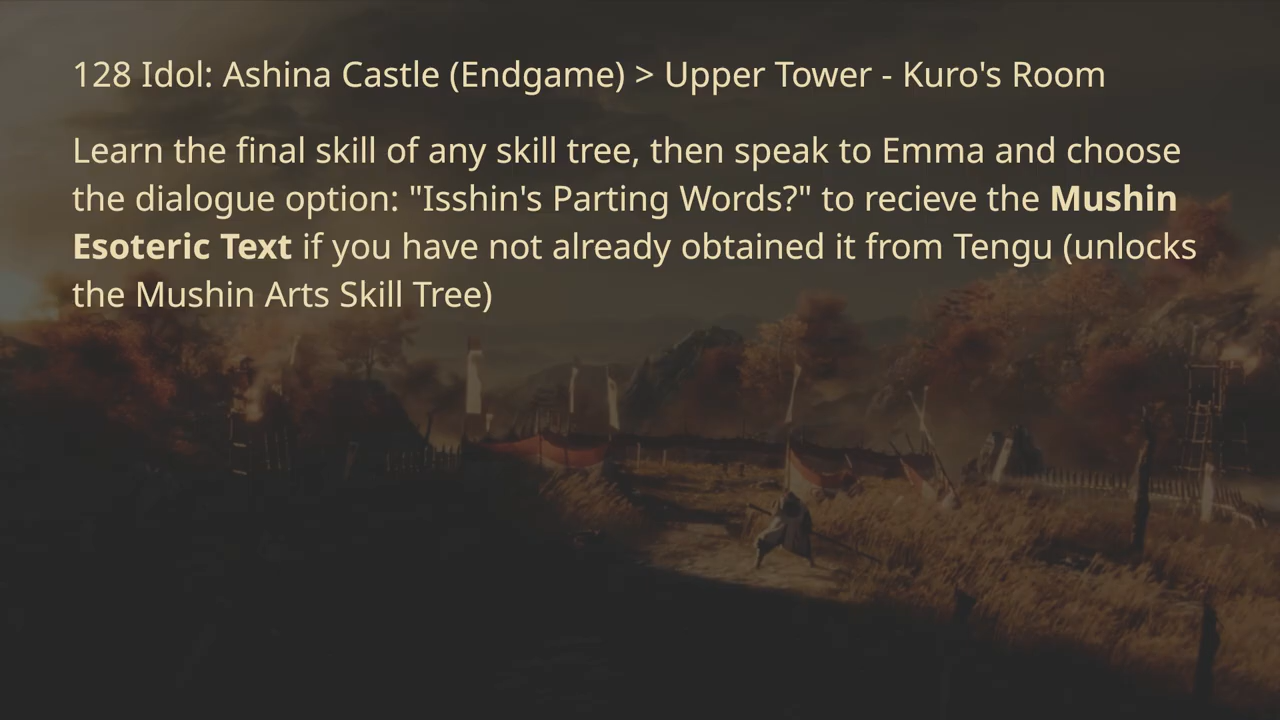 128 Idol: Ashina Castle (Endgame) > Upper Tower - Kuro's Room
Learn the final skill of any skill tree, then speak to Emma and choose
the dialogue option: "Isshin's Parting Words?" to recieve the Mushin
Esoteric Text if you have not already obtained it from Tengu (unlocks
the Mushin Arts Skill Tree)